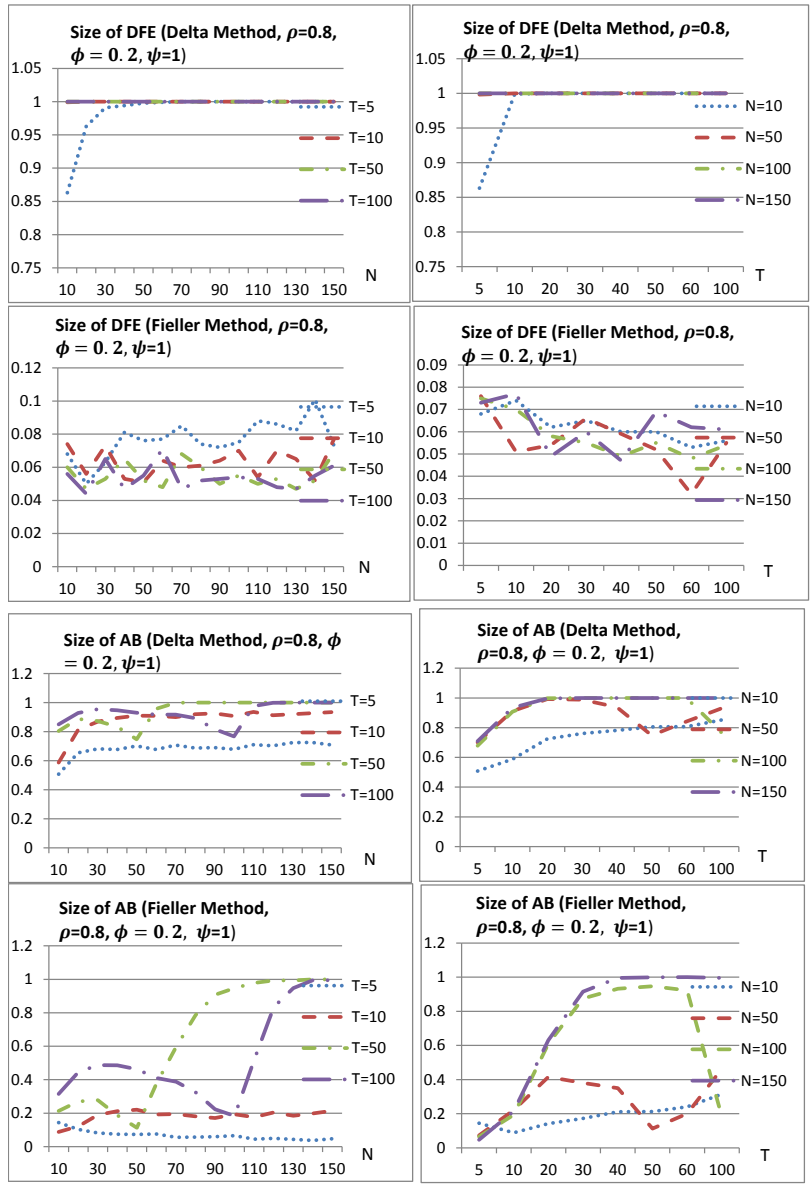 Size of DFE (Delta Method, ρ=0.8,
ϕ = 0.2, ψ=1)
1.05
1
0.95
0.9
0.85
0.8
0.75
10 30 50 70 90 110 130 150
N
T=5
T=10
T=50
T=100
Size of DFE (Delta Method, ρ=0.8,
ϕ = 0.2, ψ=1)
1.05
1
0.95
0.9
0.85
0.8
0.75
5 10 20 30 40 50 60 100
T
N=10
N=50
N=100
N=150
Size of DFE (Fieller Method, ρ=0.8,
ϕ = 0.2, ψ=1)
0.12
0.1
0.08
0.06
0.04
0.02
0
10 30 50 70 90 110 130 150
N
T=5
T=10
T=50
T=100
Size of DFE (Fieller Method, ρ=0.8,
ϕ = 0.2, ψ=1)
0.09
0.08
0.07
0.06
0.05
0.04
0.03
0.02
0.01
0
5 10 20 30 40 50 60 100
T
N=10
N=50
N=100
N=150
Size of AB (Delta Method, ρ=0.8, ϕ
= 0.2, ψ=1)
1.2
1
0.8
0.6
0.4
0.2
0
10 30 50 70 90 110 130 150
N
T=5
T=10
T=50
T=100
Size of AB (Delta Method,
ρ=0.8, ϕ = 0.2, ψ=1)
1.2
1
0.8
0.6
0.4
0.2
0
5 10 20 30 40 50 60 100
T
N=10
N=50
N=100
N=150
Size of AB (Fieller Method,
ρ=0.8, ϕ = 0.2, ψ=1)
1.2
1
0.8
0.6
0.4
0.2
0
10 30 50 70 90 110 130 150
N
T=5
T=10
T=50
T=100
Size of AB (Fieller Method,
ρ=0.8, ϕ = 0.2, ψ=1)
1.2
1
0.8
0.6
0.4
0.2
0
5 10 20 30 40 50 60 100
T
N=10
N=50
N=100
N=150